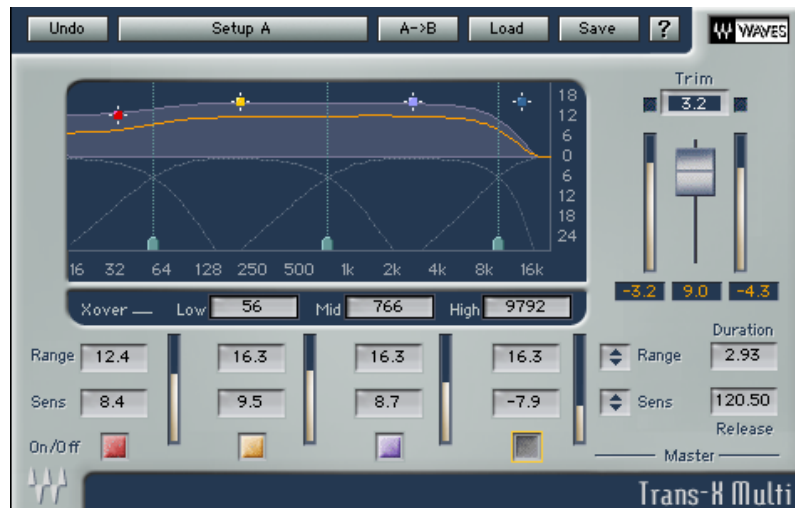 Undo Setup A A->B Load Save ? WAVES
Trim
3.2
18
12
6
0
6
12
18
24
16 32 64 128 250 500 1k 2k 4k 8k 16k
-3.2 9.0 -4.3
Xover Low 56 Mid 766 High 9792
Duration
Range 12.4 16.3 16.3 16.3 Range 2.93
Sens 8.4 9.5 8.7 -7.9 Sens 120.50
Release
On/Off
Master
Trans-X Multi